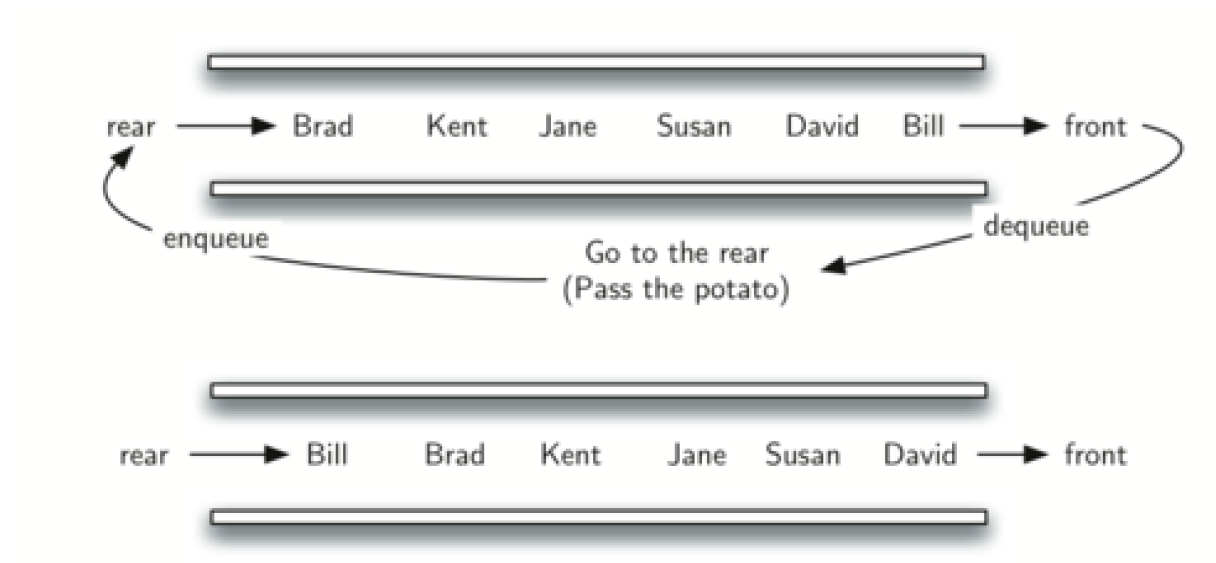 rear Brad Kent Jane Susan David Bill front
enqueue
dequeue
Go to the rear
(Pass the potato)
rear Bill Brad Kent Jane Susan David front